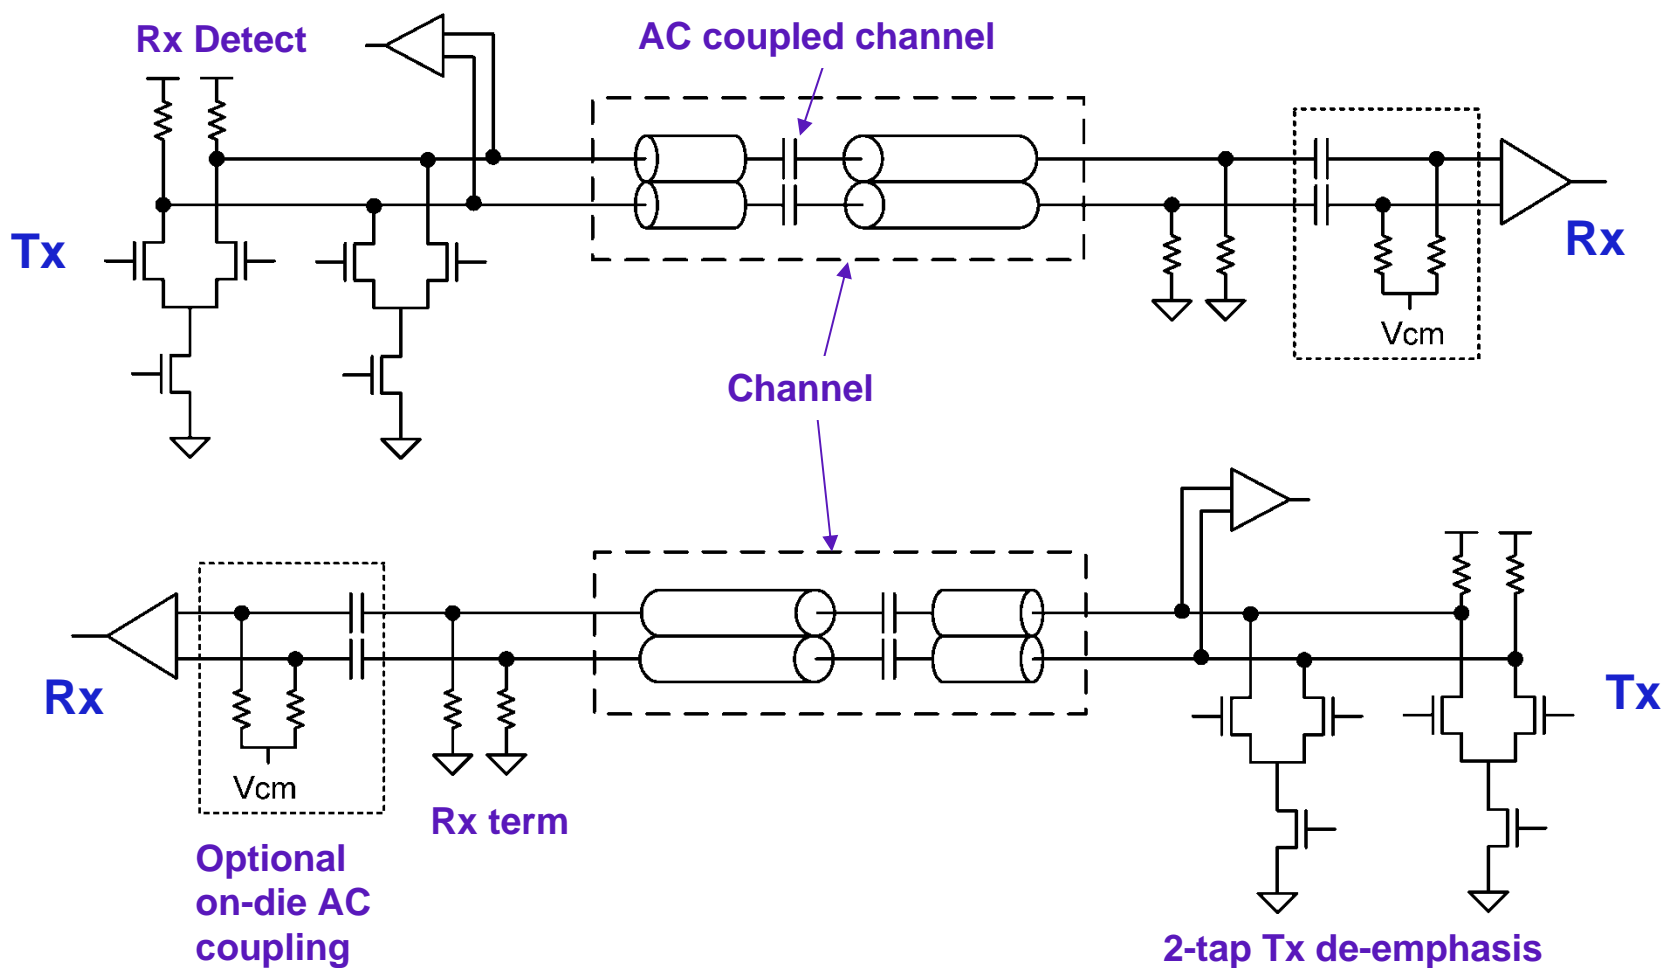 Rx Detect
AC coupled channel
Tx
Rx
Vcm
Channel
Rx
Tx
Vcm
Rx term
Optional
on-die AC
coupling
2-tap Tx de-emphasis